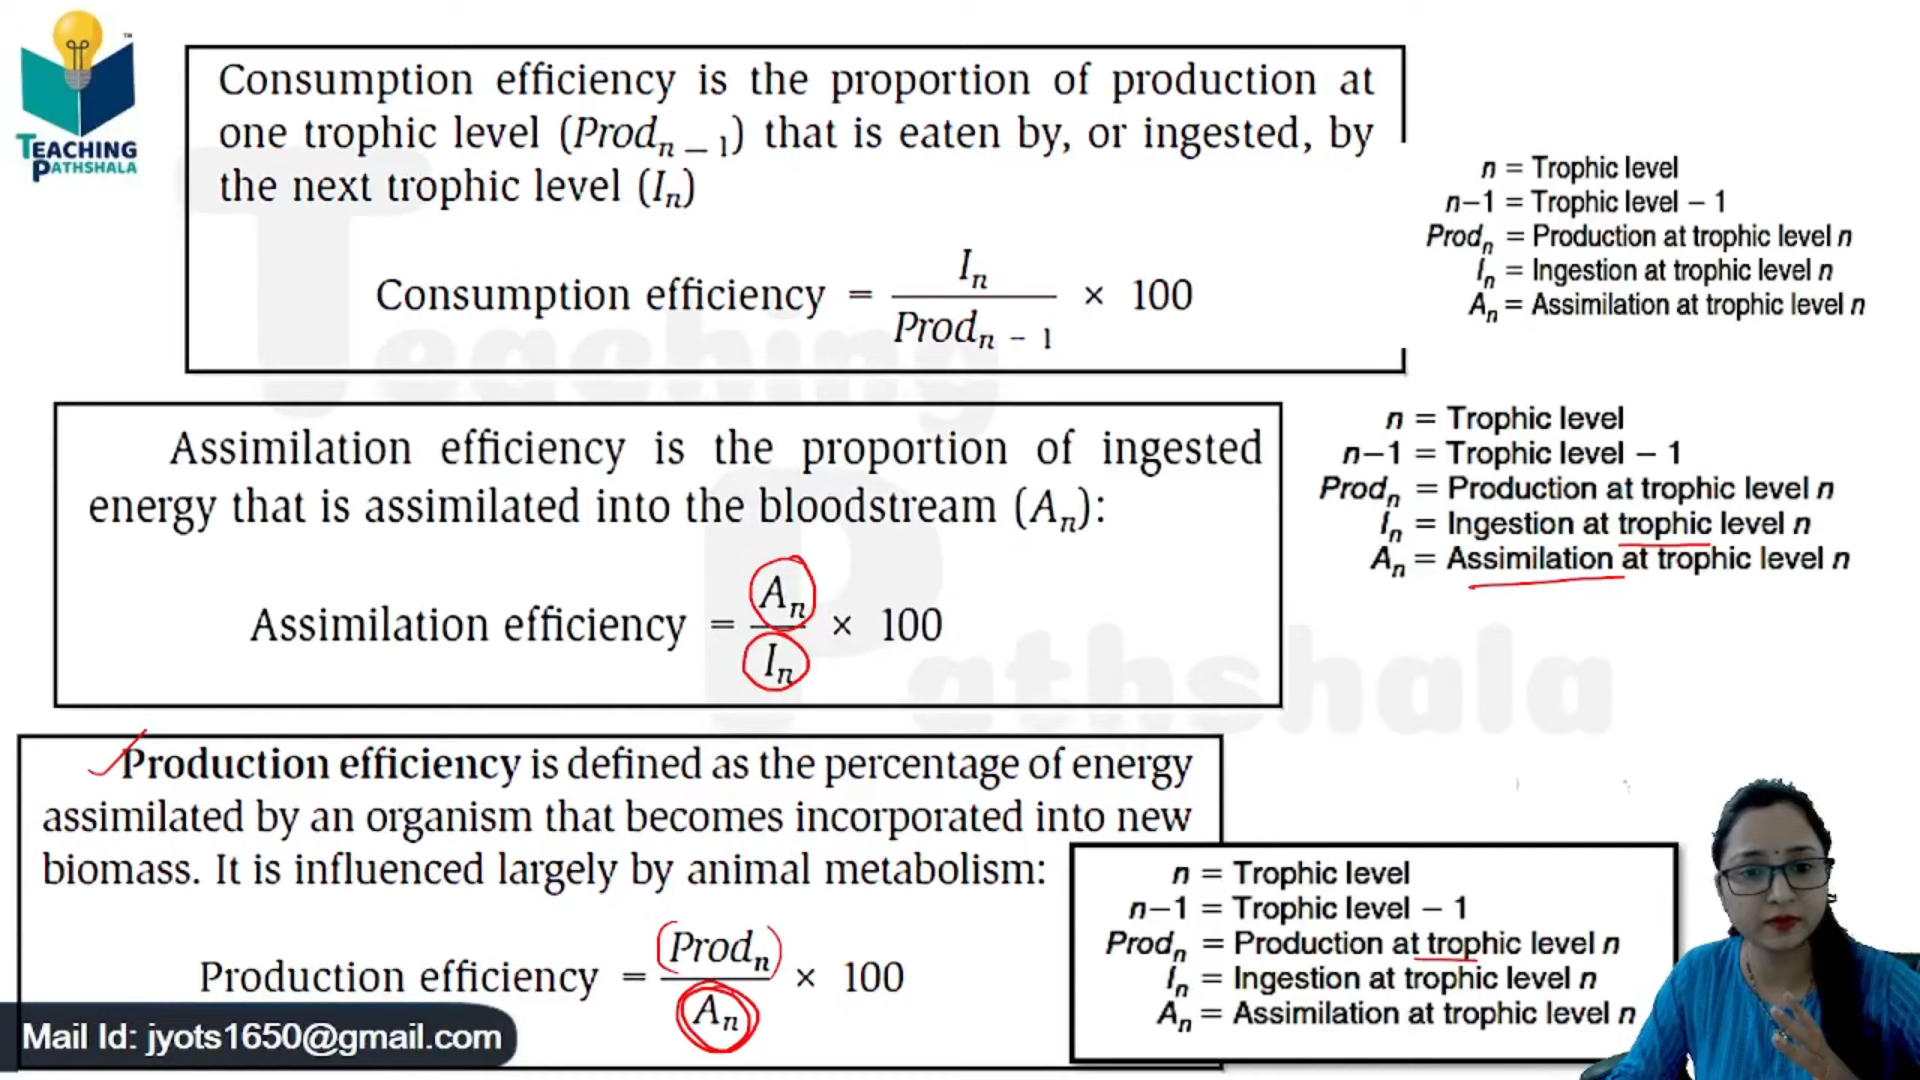 TEACHING
PATHSHALA
TM
Consumption efficiency is the proportion of production at
one trophic level (Prodn – 1) that is eaten by, or ingested, by
the next trophic level (In)
Consumption efficiency = In / Prodn – 1 × 100
n = Trophic level
n–1 = Trophic level – 1
Prodn = Production at trophic level n
In = Ingestion at trophic level n
An = Assimilation at trophic level n
Assimilation efficiency is the proportion of ingested
energy that is assimilated into the bloodstream (An):
Assimilation efficiency = An / In × 100
n = Trophic level
n–1 = Trophic level – 1
Prodn = Production at trophic level n
In = Ingestion at trophic level n
An = Assimilation at trophic level n
Production efficiency is defined as the percentage of energy
assimilated by an organism that becomes incorporated into new
biomass. It is influenced largely by animal metabolism:
Production efficiency = Prodn / An × 100
n = Trophic level
n–1 = Trophic level – 1
Prodn = Production at trophic level n
In = Ingestion at trophic level n
An = Assimilation at trophic level n
Mail Id: jyots1650@gmail.com
Teaching
Pathshala